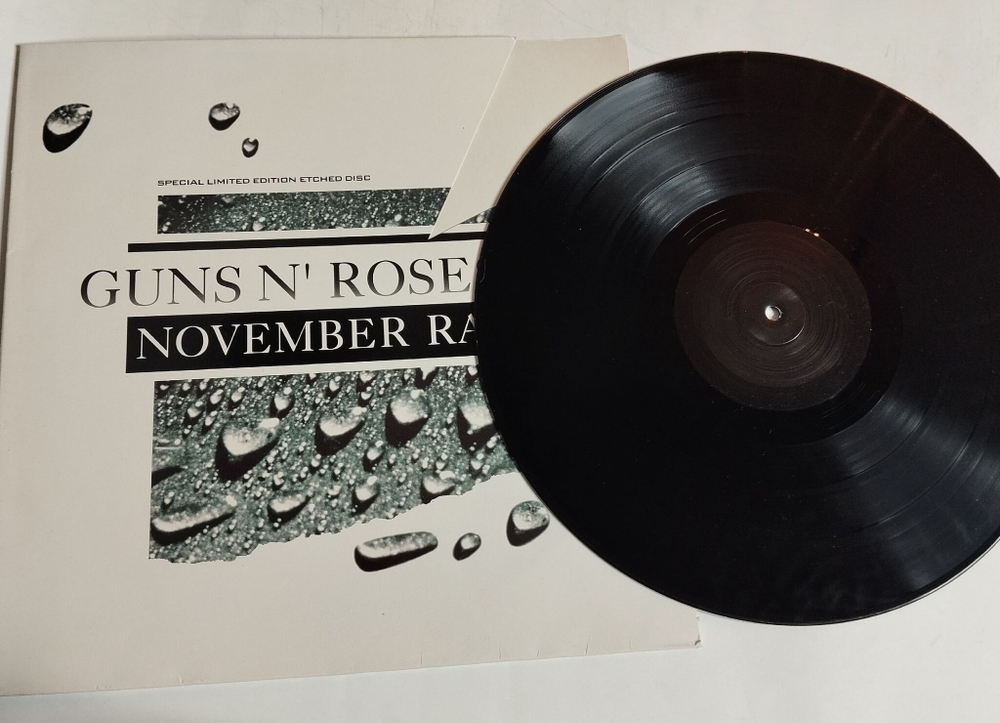 SPECIAL LIMITED EDITION ETCHED DISC
GUNS N' ROSE
NOVEMBER RA